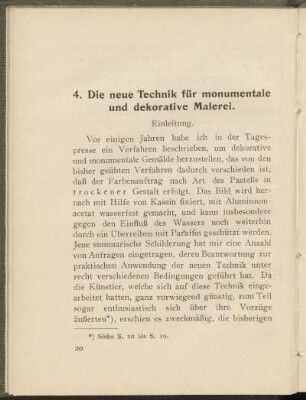 4. Die neue Technik für monumentale
und dekorative Malerei.
Einleitung.
Vor einigen Jahren habe ich in der Tages-
presse ein Verfahren beschrieben, um dekorative
und monumentale Gemälde herzustellen, das von den
bisher geübten Verfahren dadurch verschieden ist,
daß der Farbenauftrag nach Art des Pastells in
trockener Gestalt erfolgt. Das Bild wird her-
nach mit Hilfe von Kasein fixiert, mit Aluminium-
acetat wasserfest gemacht, und kann insbesondere
gegen den Einfluß des Wassers noch weiterhin
durch ein Überreiben mit Paraffin geschützt werden.
Jene summarische Schilderung hat mir eine Anzahl
von Anfragen eingetragen, deren Beantwortung zur
praktischen Anwendung der neuen Technik unter
recht verschiedenen Bedingungen geführt hat. Da
die Künstler, welche sich auf diese Technik einge-
arbeitet hatten, ganz vorwiegend günstig, zum Teil
sogar enthusiastisch sich über ihre Vorzüge
äußerten*), erschien es zweckmäßig, die bisherigen
*) Siehe S. 10 bis S. 19.
20